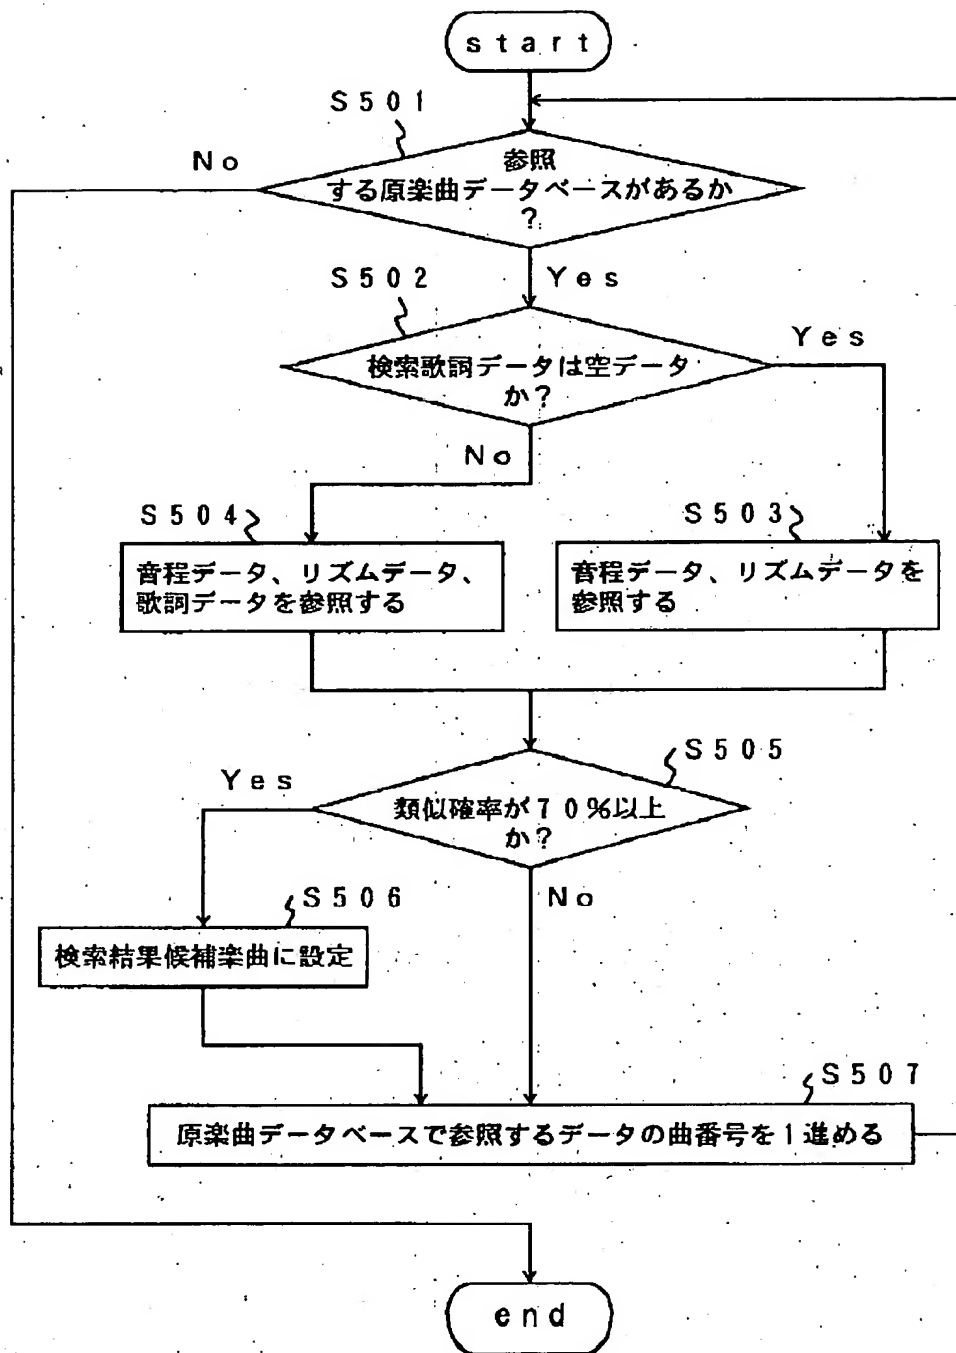 start
S501
No
参照
する原楽曲データベースがあるか
?
S502
Yes
検索歌詞データは空データ
か?
Yes
No
S504
音程データ、リズムデータ、
歌詞データを参照する
S503
音程データ、リズムデータを
参照する
S505
Yes
類似確率が70%以上
か?
No
S506
検索結果候補楽曲に設定
S507
原楽曲データベースで参照するデータの曲番号を1進める
end